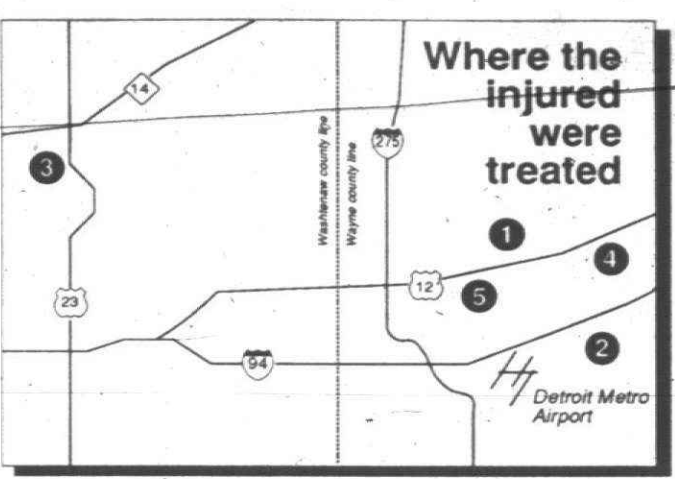 Where the
injured
were
treated
14
275
Washtenaw county line
Wayne county line
3
1
4
12
5
23
2
94
Detroit Metro
Airport